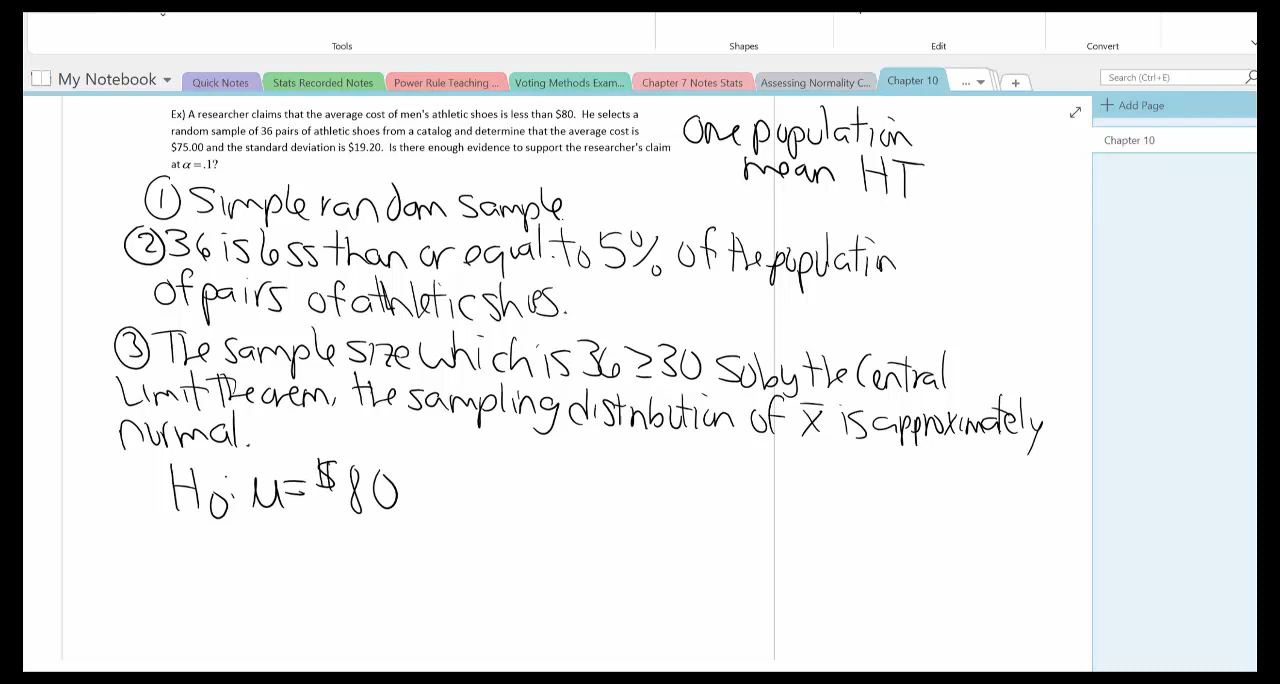 Tools Shapes Edit Convert
My Notebook Quick Notes Stats Recorded Notes Power Rule Teaching ... Voting Methods Exam... Chapter 7 Notes Stats Assessing Normality C... Chapter 10 ... + Search (Ctrl+E)
+ Add Page
Chapter 10
Ex) A researcher claims that the average cost of men's athletic shoes is less than $80. He selects a
random sample of 36 pairs of athletic shoes from a catalog and determine that the average cost is
$75.00 and the standard deviation is $19.20. Is there enough evidence to support the researcher's claim
at α = .1?
One population
mean HT
① Simple random sample.
② 36 is less than or equal to 5% of the populatin
of pairs of athletic shoes.
③ The sample size which is 36 ≥ 30 so by the Central
Limit Theorem, the sampling distribution of x̄ is approximately
normal.
H₀: μ = $80